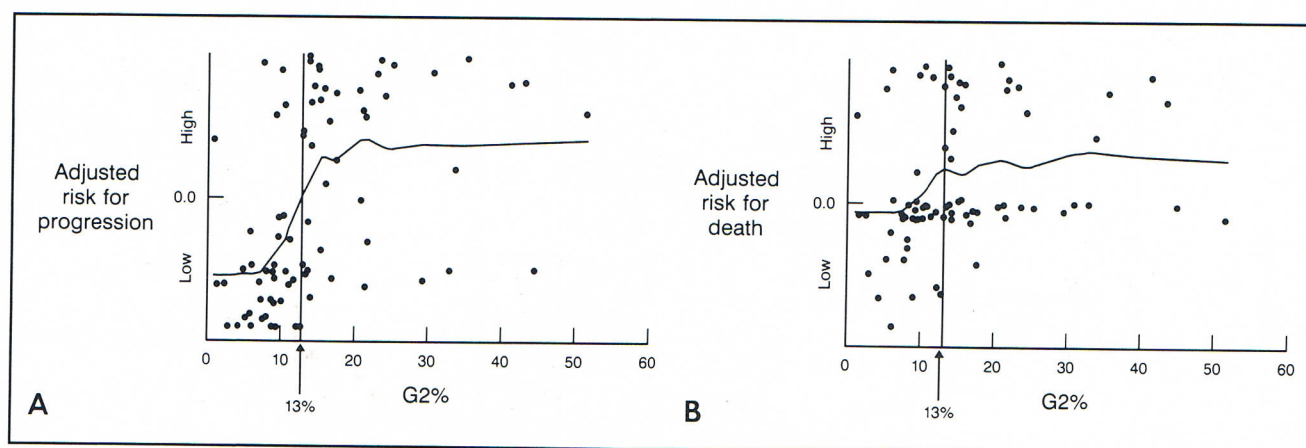 High
Adjusted
risk for
progression
0.0
Low
0
10
20
30
40
50
60
G2%
13%
A
High
Adjusted
risk for
death
0.0
Low
0
10
20
30
40
50
60
G2%
13%
B